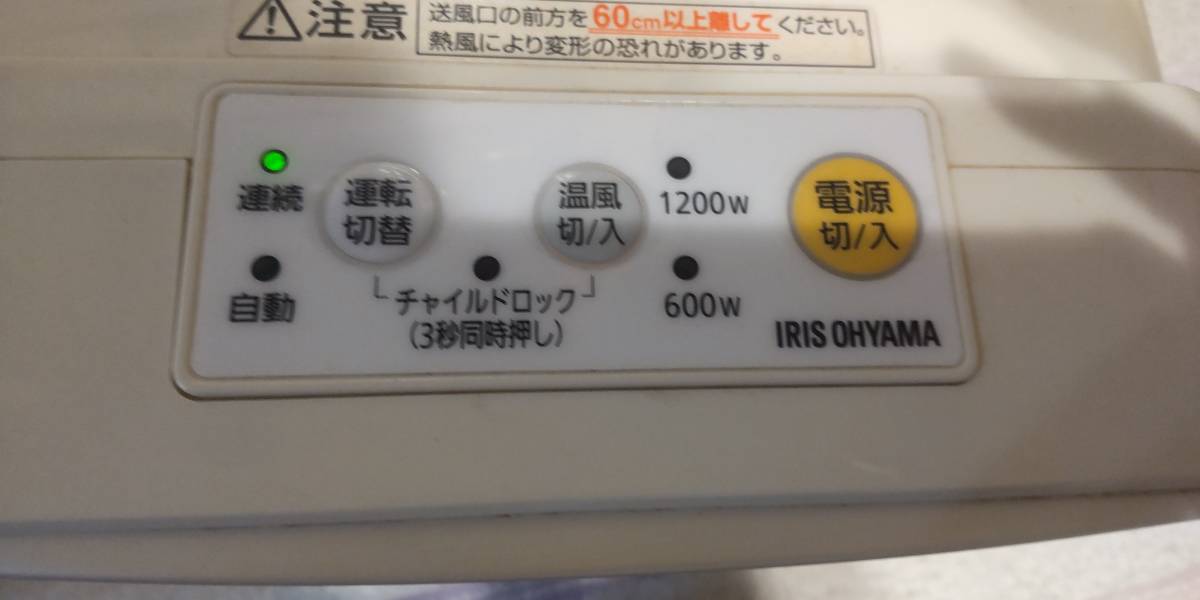 注意
送風口の前方を60cm以上離してください。
熱風により変形の恐れがあります。
連続
運転
切替
温風
切/入
1200W
電源
切/入
自動
チャイルドロック
(3秒同時押し)
600W
IRIS OHYAMA